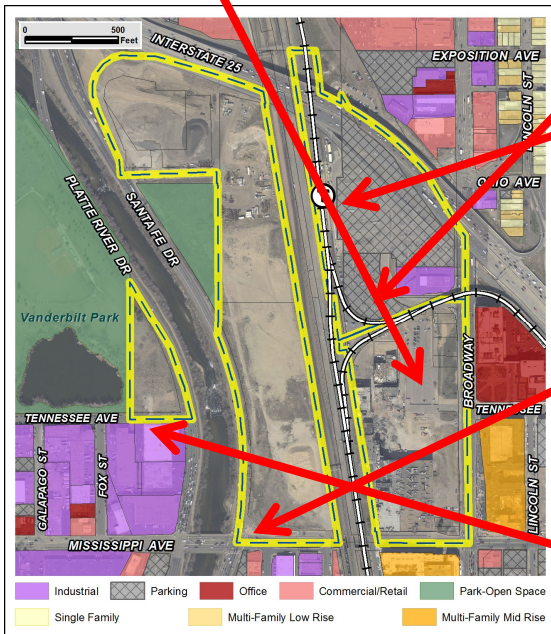 0 500
Feet
INTERSTATE 25
EXPOSITION AVE
LINCOLN ST
OHIO AVE
PLATTE RIVER DR
SANTA FE DR
Vanderbilt Park
BROADWAY
TENNESSEE AVE
TENNESSEE
GALAPAGO ST
FOX ST
LINCOLN ST
MISSISSIPPI AVE
Industrial Parking Office Commercial/Retail Park-Open Space
Single Family Multi-Family Low Rise Multi-Family Mid Rise